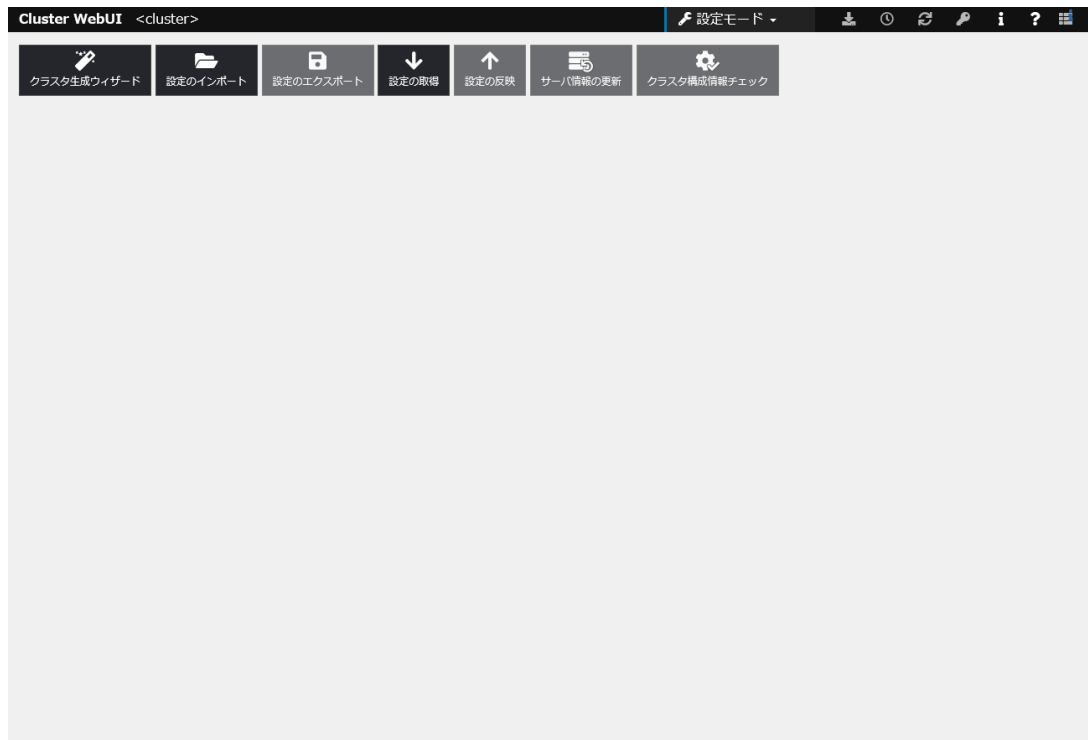 Cluster WebUI <cluster> 設定モード
クラスタ生成ウィザード 設定のインポート 設定のエクスポート 設定の取得 設定の反映 サーバ情報の更新 クラスタ構成情報チェック